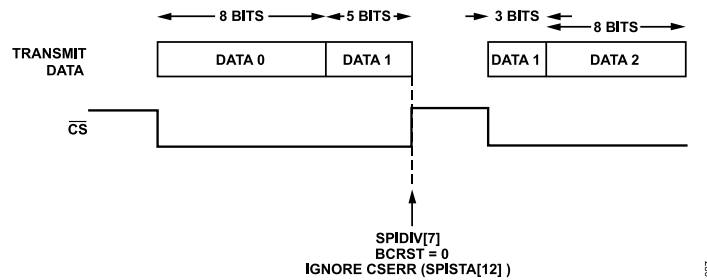 8 BITS 5 BITS 3 BITS
8 BITS
TRANSMIT
DATA
DATA 0 DATA 1 DATA 1 DATA 2
CS
SPIDIV[7]
BCRST = 0
IGNORE CSERR (SPISTA[12] )